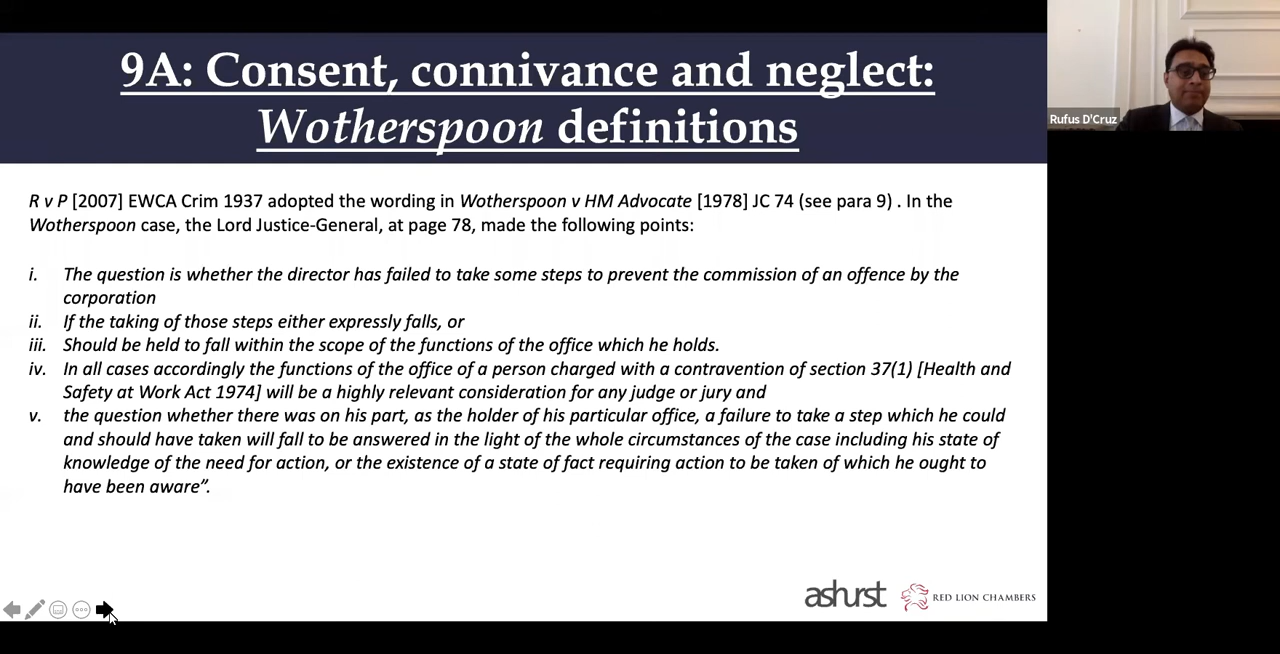 9A: Consent, connivance and neglect:
Wotherspoon definitions
R v P [2007] EWCA Crim 1937 adopted the wording in Wotherspoon v HM Advocate [1978] JC 74 (see para 9) . In the
Wotherspoon case, the Lord Justice-General, at page 78, made the following points:
i. The question is whether the director has failed to take some steps to prevent the commission of an offence by the
corporation
ii. If the taking of those steps either expressly falls, or
iii. Should be held to fall within the scope of the functions of the office which he holds.
iv. In all cases accordingly the functions of the office of a person charged with a contravention of section 37(1) [Health and
Safety at Work Act 1974] will be a highly relevant consideration for any judge or jury and
v. the question whether there was on his part, as the holder of his particular office, a failure to take a step which he could
and should have taken will fall to be answered in the light of the whole circumstances of the case including his state of
knowledge of the need for action, or the existence of a state of fact requiring action to be taken of which he ought to
have been aware”.
ashurst
RED LION CHAMBERS
Rufus D'Cruz